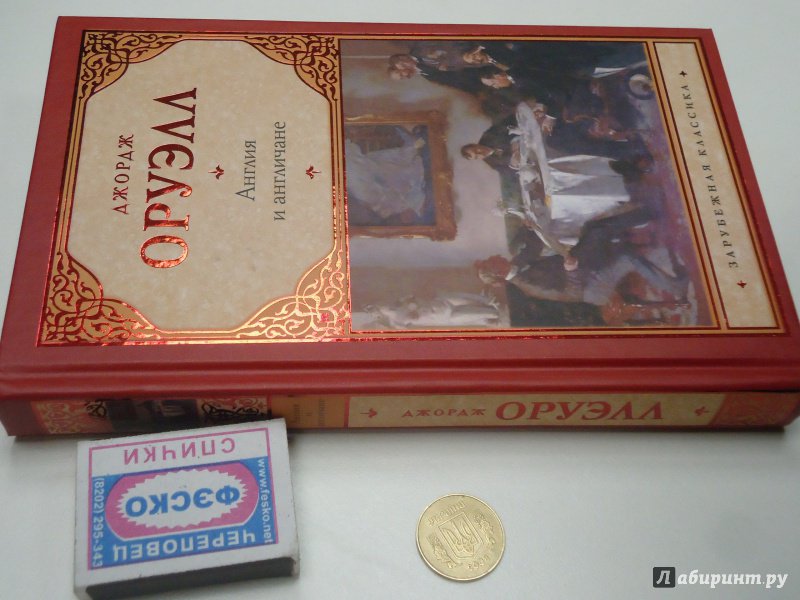 ДЖОРДЖ
ОРУЭЛЛ
Англия
и англичане
ЗАРУБЕЖНАЯ КЛАССИКА
ДЖОРДЖ ОРУЭЛЛ
СПИЧКИ
ФЭСКО
ЧЕРЕПОВЕЦ
www.fesko.net
(8202) 295-343
Лабиринт.ру